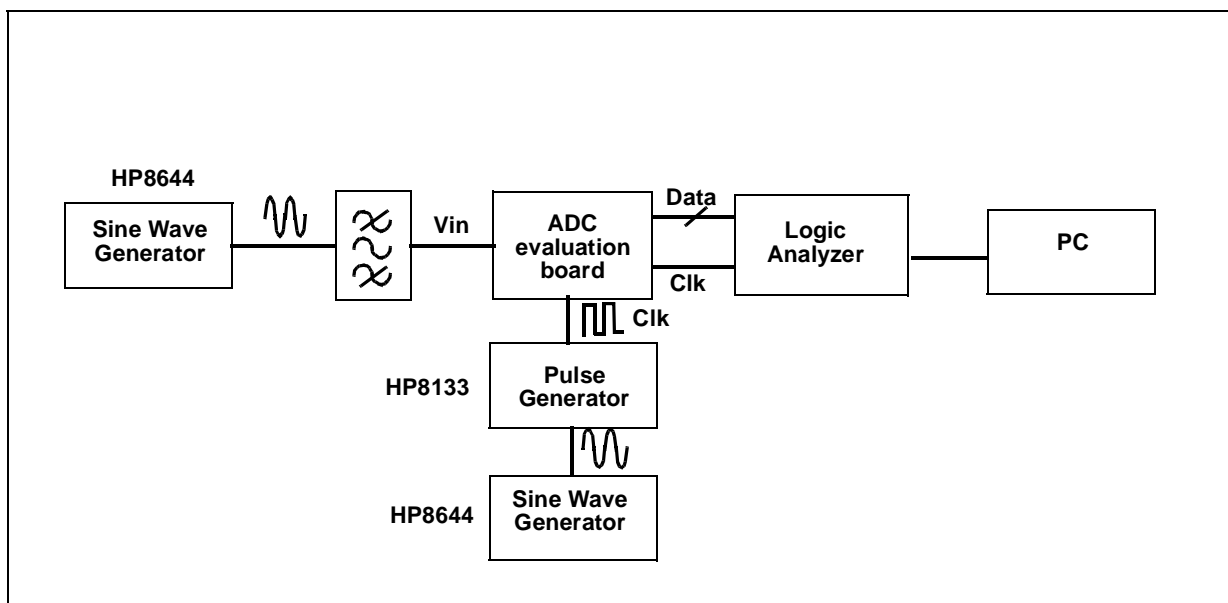 HP8644
Sine Wave
Generator
Vin
ADC
evaluation
board
Data
Clk
Logic
Analyzer
PC
Clk
HP8133
Pulse
Generator
HP8644
Sine Wave
Generator